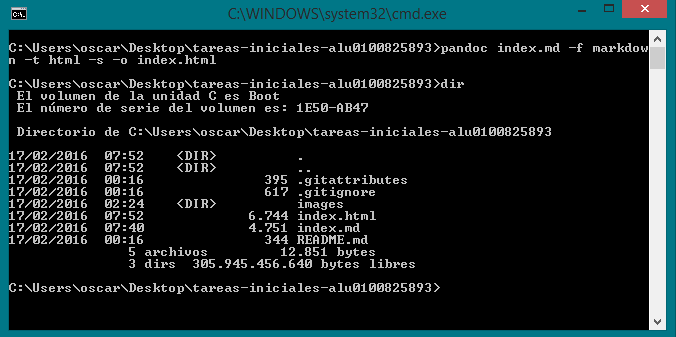 C:\WINDOWS\system32\cmd.exe
C:\Users\oscar\Desktop\tareas-iniciales-alu0100825893>pandoc index.md -f markdow
n -t html -s -o index.html
C:\Users\oscar\Desktop\tareas-iniciales-alu0100825893>dir
 El volumen de la unidad C es Boot
 El número de serie del volumen es: 1E50-AB47
 Directorio de C:\Users\oscar\Desktop\tareas-iniciales-alu0100825893
17/02/2016  07:52    <DIR>          .
17/02/2016  07:52    <DIR>          ..
17/02/2016  00:16               395 .gitattributes
17/02/2016  00:16               617 .gitignore
17/02/2016  02:24    <DIR>          images
17/02/2016  07:52             6.744 index.html
17/02/2016  07:40             4.751 index.md
17/02/2016  00:16               344 README.md
               5 archivos         12.851 bytes
               3 dirs  305.945.456.640 bytes libres
C:\Users\oscar\Desktop\tareas-iniciales-alu0100825893>